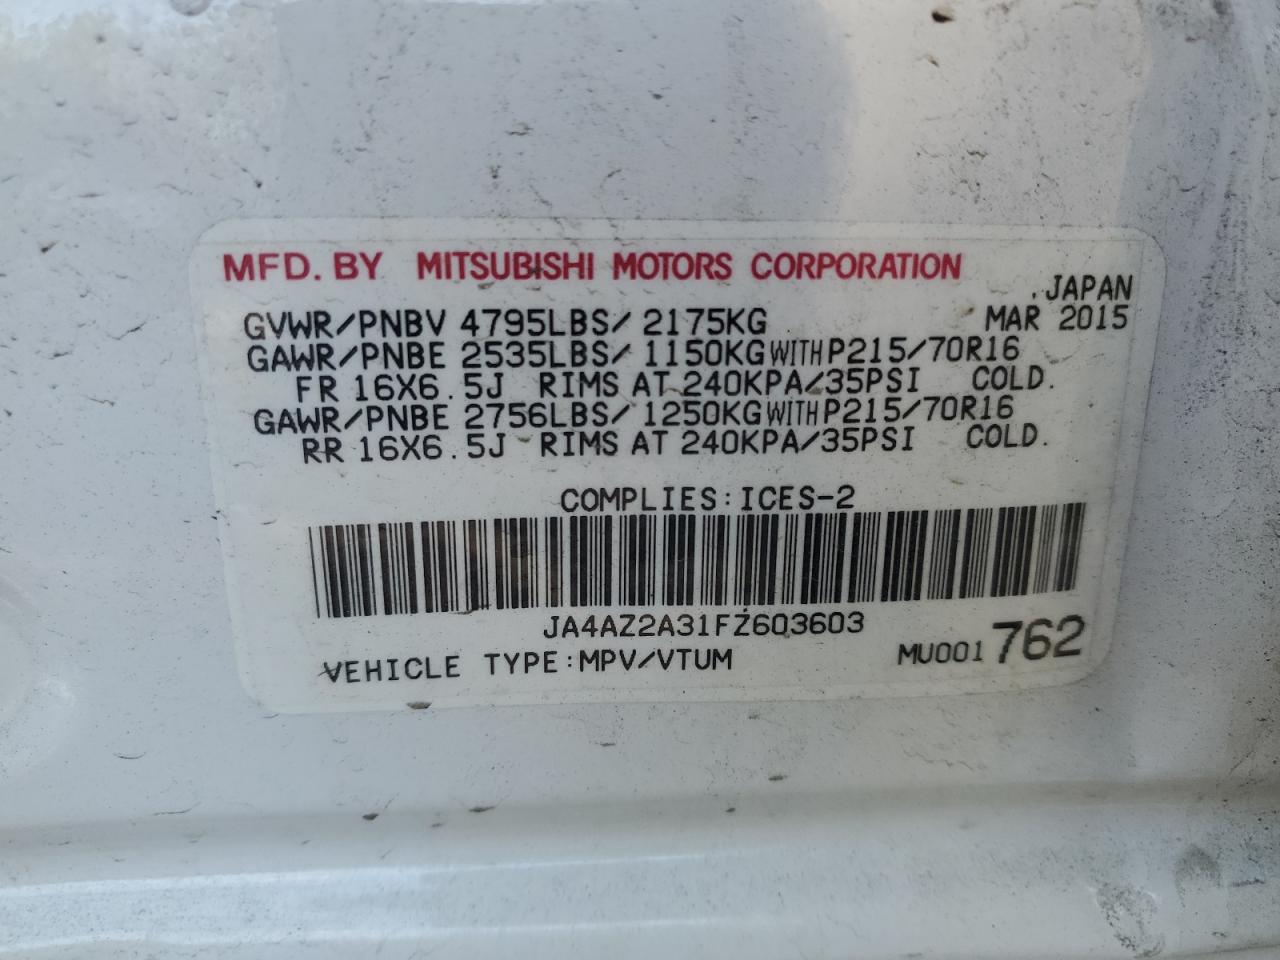 MFD. BY MITSUBISHI MOTORS CORPORATION
JAPAN
GVWR/PNBV 4795LBS/ 2175KG MAR 2015
GAWR/PNBE 2535LBS/ 1150KG WITH P215/70R16
FR 16X6.5J RIMS AT 240KPA/35PSI COLD.
GAWR/PNBE 2756LBS/ 1250KG WITH P215/70R16
RR 16X6.5J RIMS AT 240KPA/35PSI COLD.
COMPLIES:ICES-2
JA4AZ2A31FZ603603
VEHICLE TYPE:MPV/VTUM MU001762